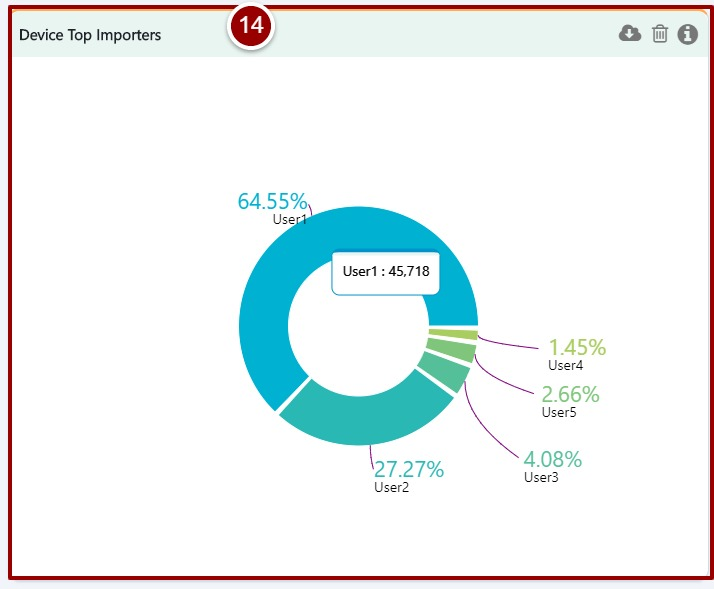 14
Device Top Importers
64.55%
User1
User1 : 45,718
1.45%
User4
2.66%
User5
4.08%
User3
27.27%
User2